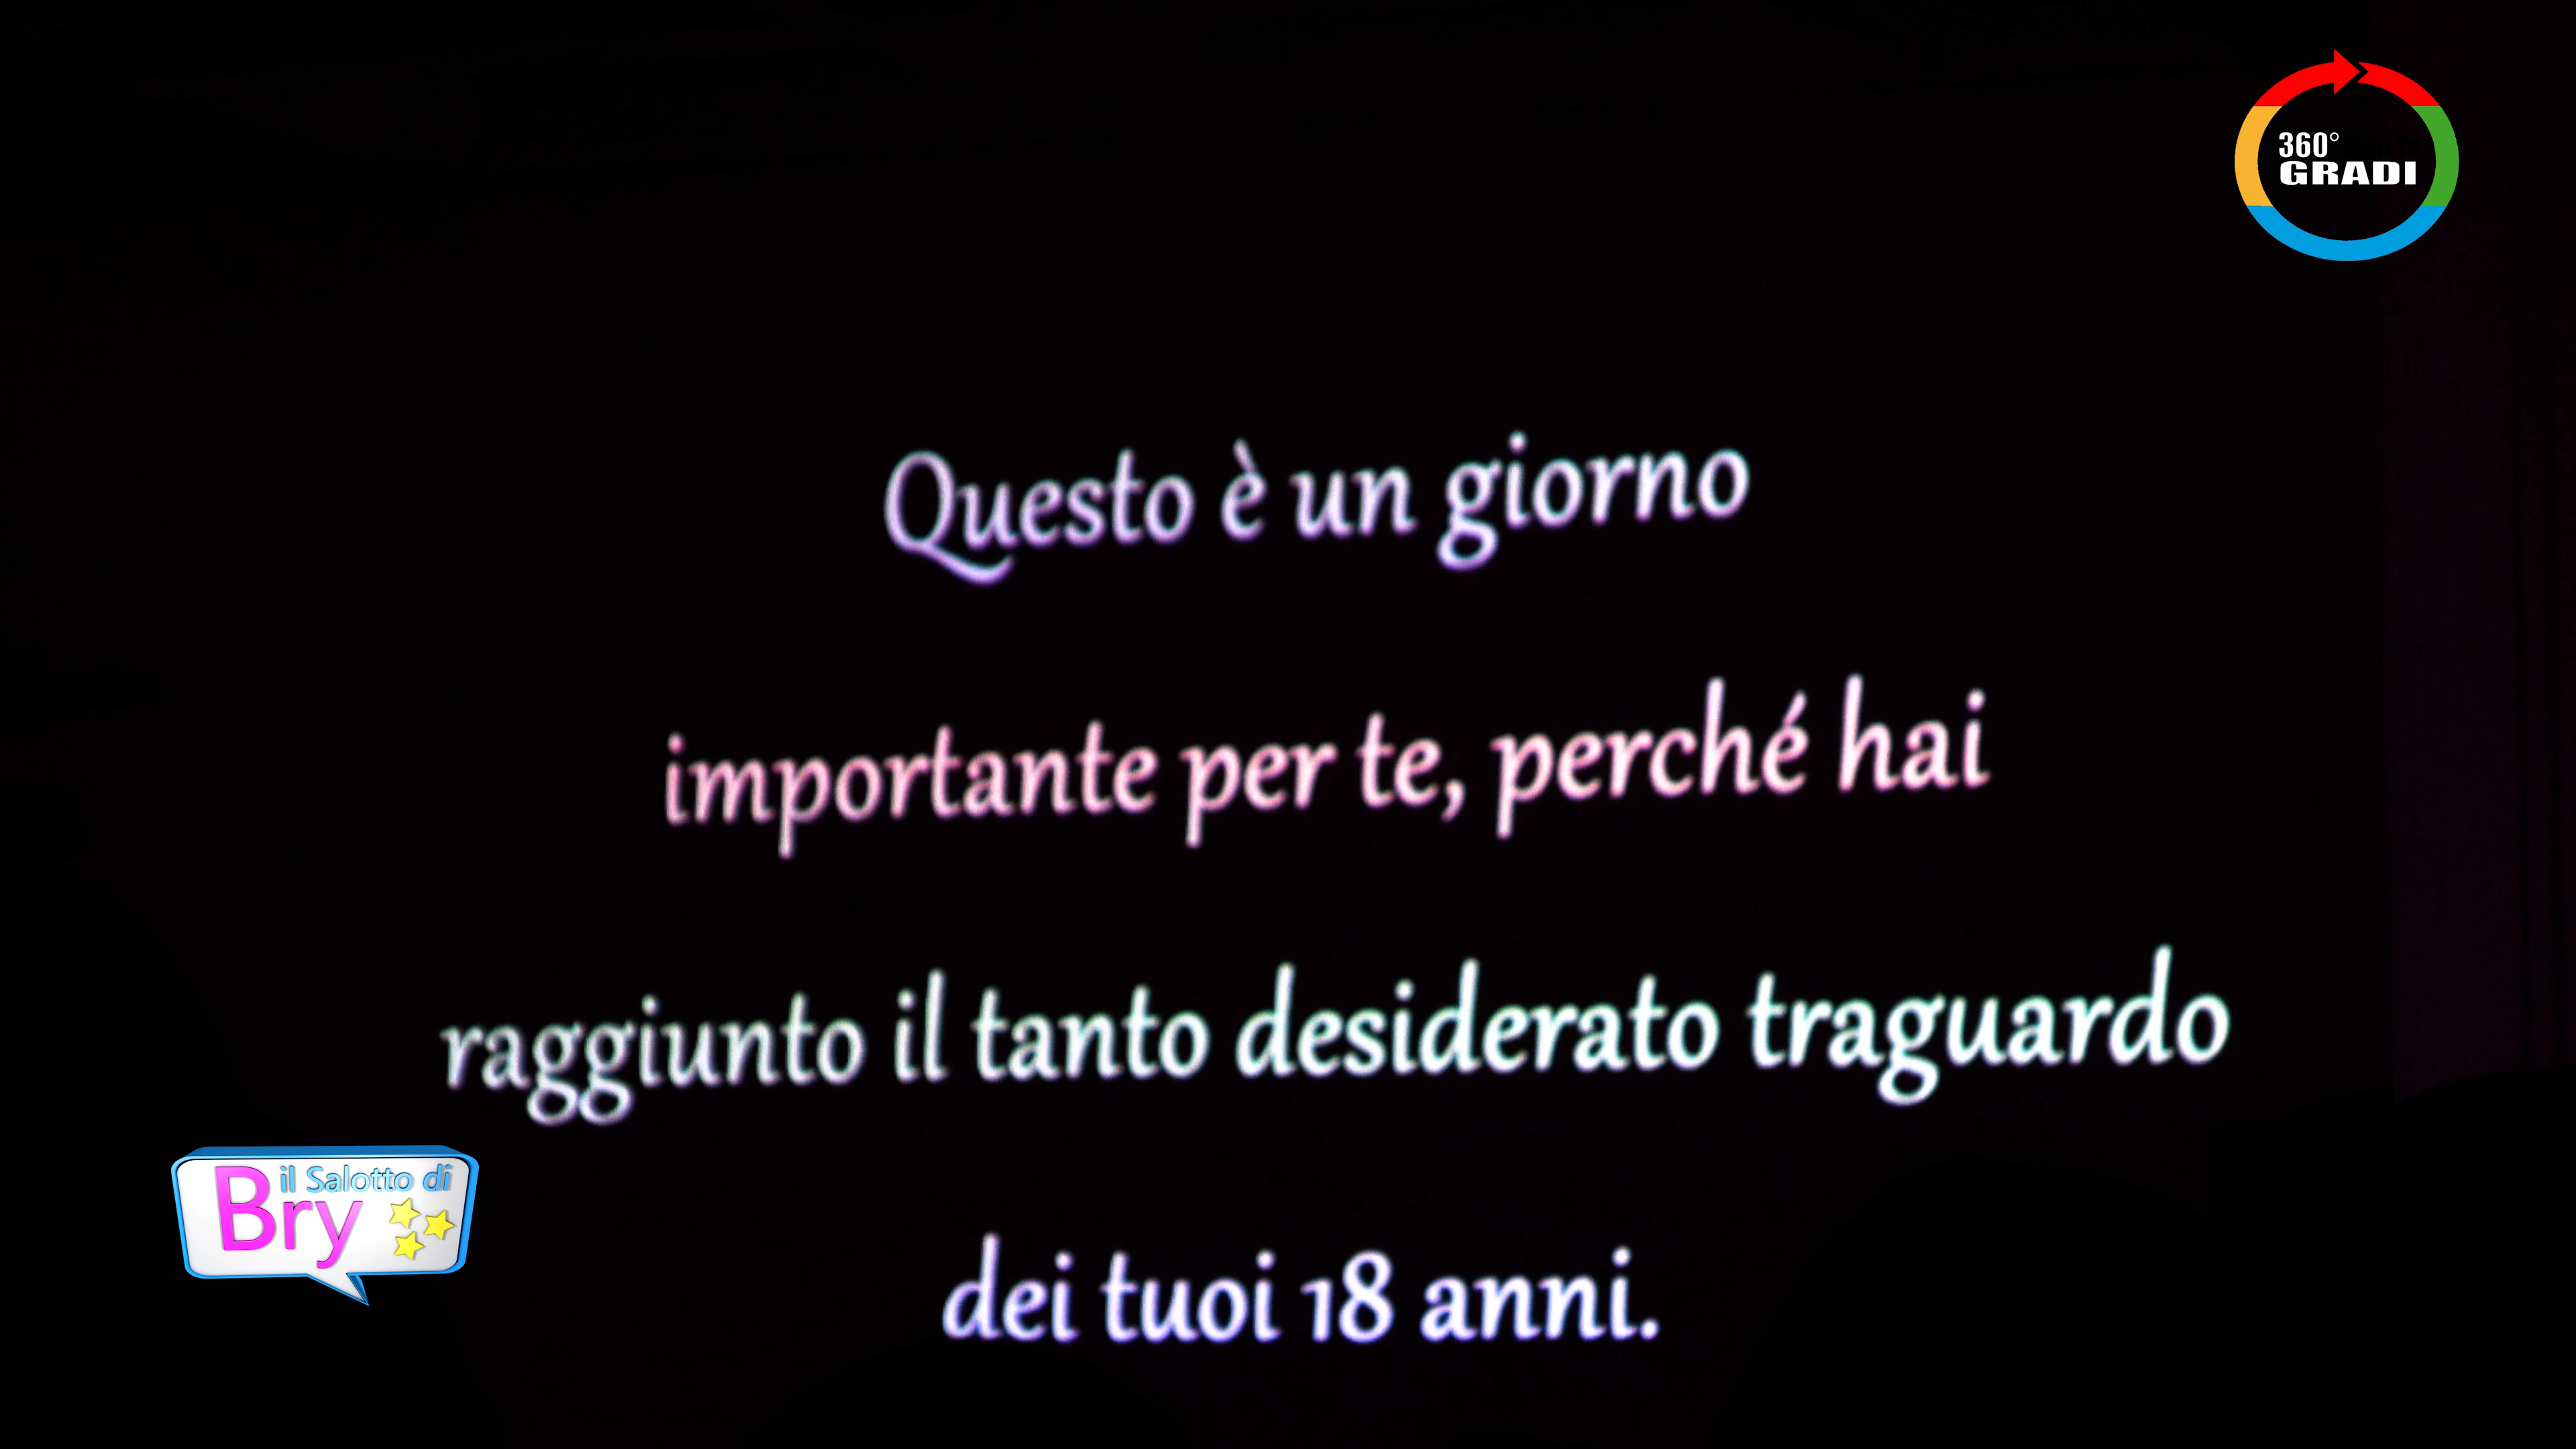 360°
GRADI
Questo è un giorno
importante per te, perché hai
raggiunto il tanto desiderato traguardo
dei tuoi 18 anni.
il Salotto di
Bry